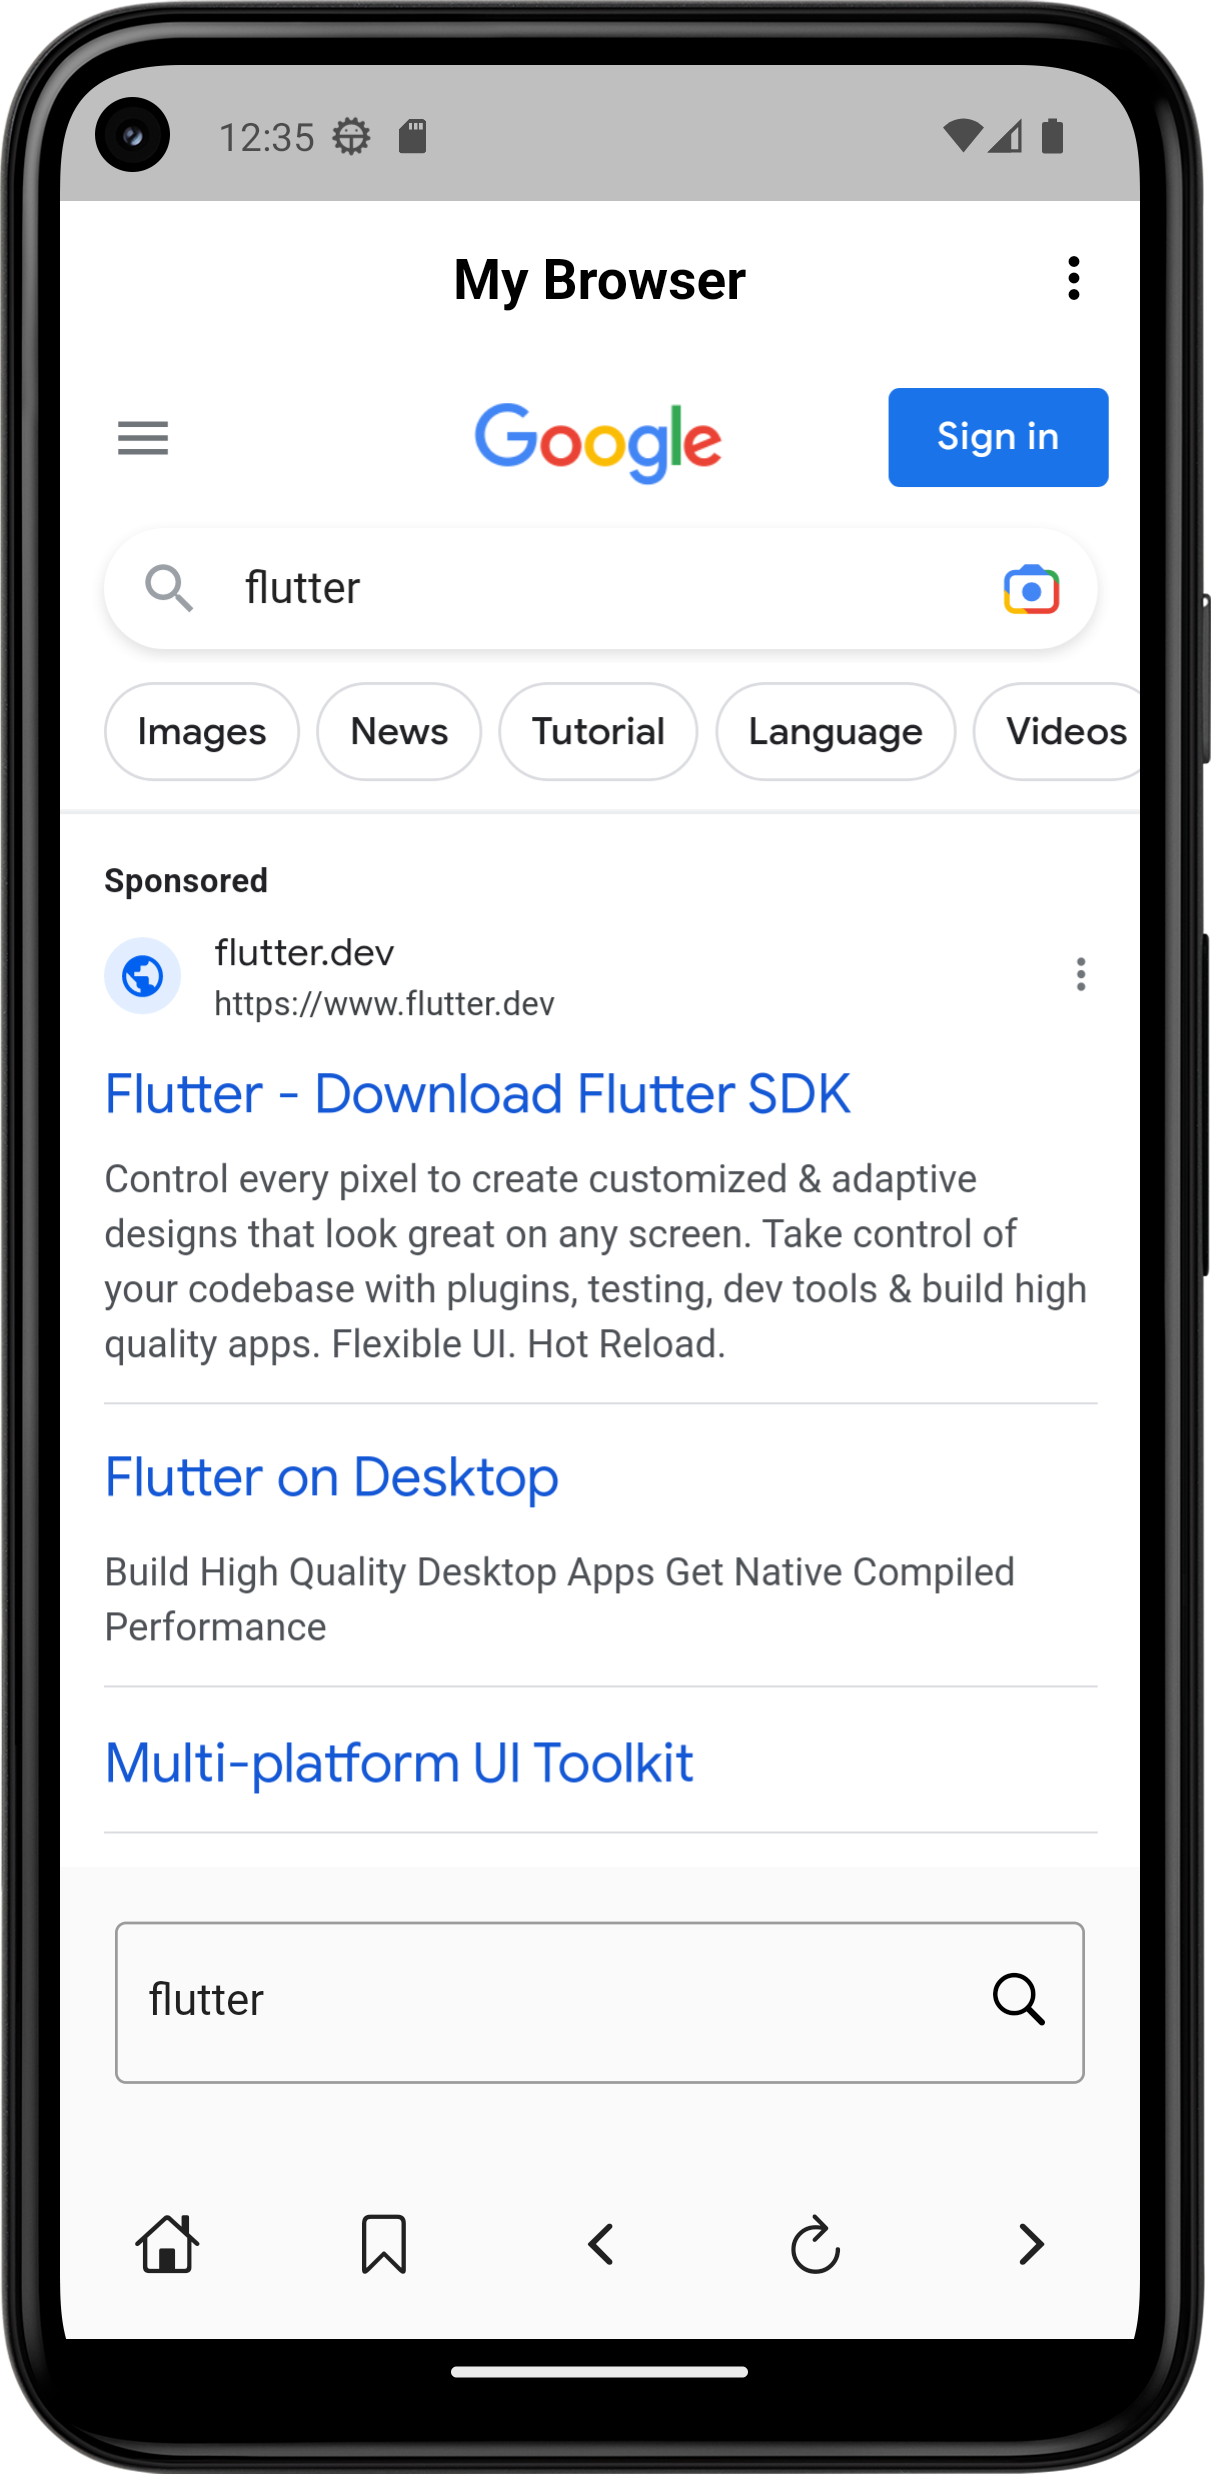 12:35
My Browser
Google
Sign in
flutter
Images
News
Tutorial
Language
Videos
Sponsored
flutter.dev
https://www.flutter.dev
Flutter - Download Flutter SDK
Control every pixel to create customized & adaptive
designs that look great on any screen. Take control of
your codebase with plugins, testing, dev tools & build high
quality apps. Flexible UI. Hot Reload.
Flutter on Desktop
Build High Quality Desktop Apps Get Native Compiled
Performance
Multi-platform UI Toolkit
flutter